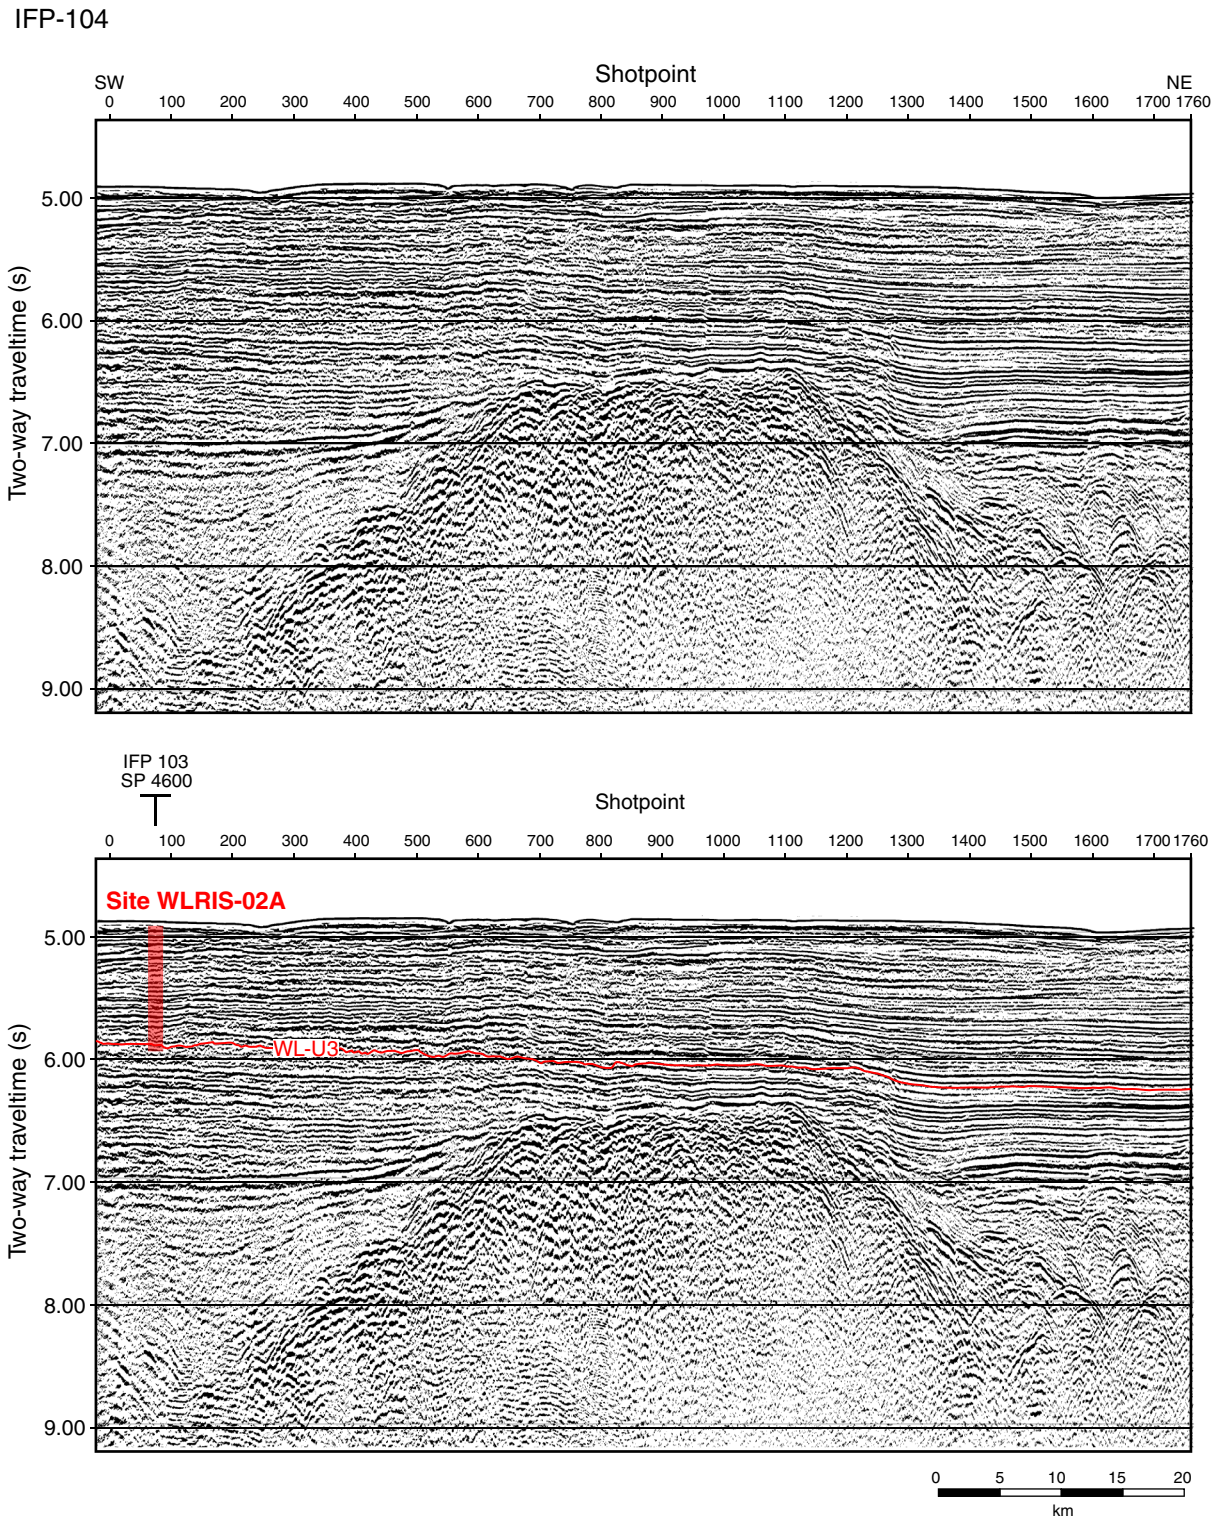 IFP-104
Shotpoint
SW NE
0 100 200 300 400 500 600 700 800 900 1000 1100 1200 1300 1400 1500 1600 1700 1760
Two-way traveltime (s)
5.00
6.00
7.00
8.00
9.00
IFP 103
SP 4600
Shotpoint
0 100 200 300 400 500 600 700 800 900 1000 1100 1200 1300 1400 1500 1600 1700 1760
Site WLRIS-02A
Two-way traveltime (s)
5.00
WL-U3
6.00
7.00
8.00
9.00
0 5 10 15 20
km